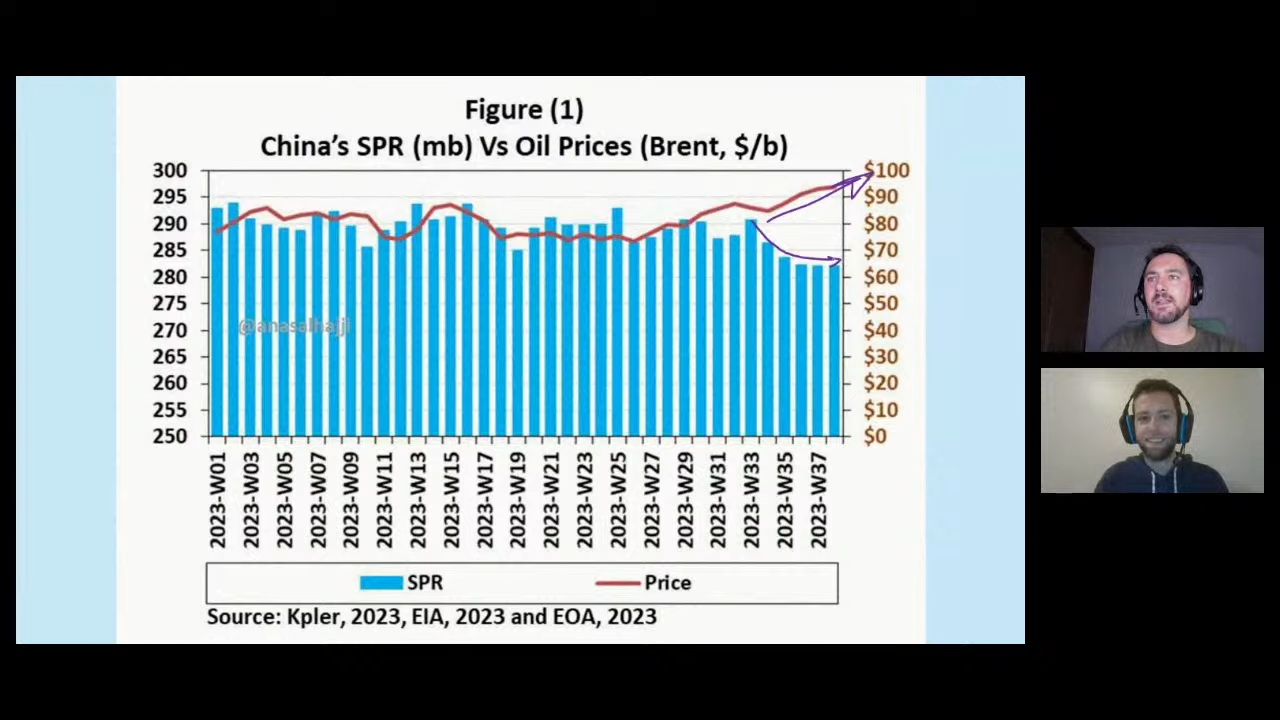 Figure (1)
China's SPR (mb) Vs Oil Prices (Brent, $/b)
300
295
290
285
280
275
270
265
260
255
250
$100
$90
$80
$70
$60
$50
$40
$30
$20
$10
$0
@anasalhajji
2023-W01
2023-W03
2023-W05
2023-W07
2023-W09
2023-W11
2023-W13
2023-W15
2023-W17
2023-W19
2023-W21
2023-W23
2023-W25
2023-W27
2023-W29
2023-W31
2023-W33
2023-W35
2023-W37
SPR
Price
Source: Kpler, 2023, EIA, 2023 and EOA, 2023